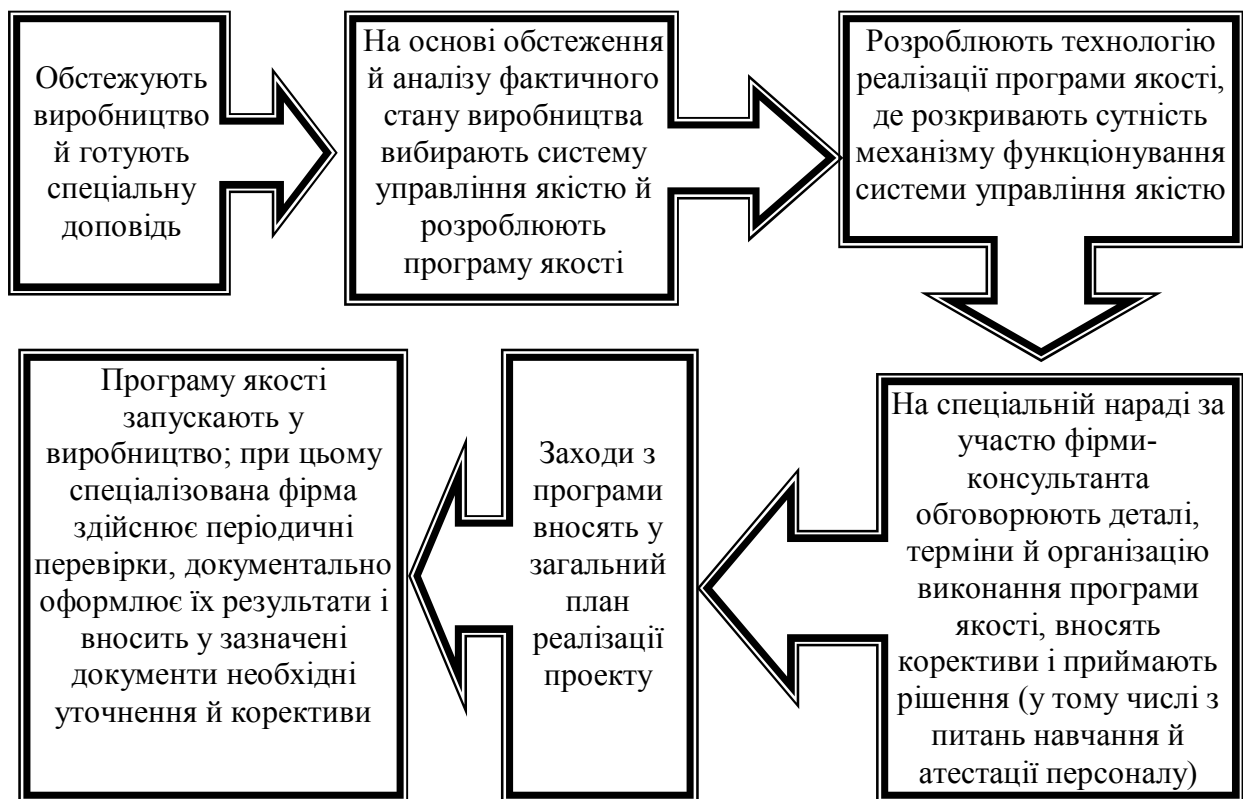 Обстежують
виробництво
й готують
спеціальну
доповідь
На основі обстеження
й аналізу фактичного
стану виробництва
вибирають систему
управління якістю й
розроблюють
програму якості
Розроблюють технологію
реалізації програми якості,
де розкривають сутність
механізму функціонування
системи управління якістю
На спеціальній нараді за
участю фірми-
консультанта
обговорюють деталі,
терміни й організацію
виконання програми
якості, вносять
корективи і приймають
рішення (у тому числі з
питань навчання й
атестації персоналу)
Заходи з
програми
вносять у
загальний
план
реалізації
проекту
Програму якості
запускають у
виробництво; при цьому
спеціалізована фірма
здійснює періодичні
перевірки, документально
оформлює їх результати і
вносить у зазначені
документи необхідні
уточнення й корективи